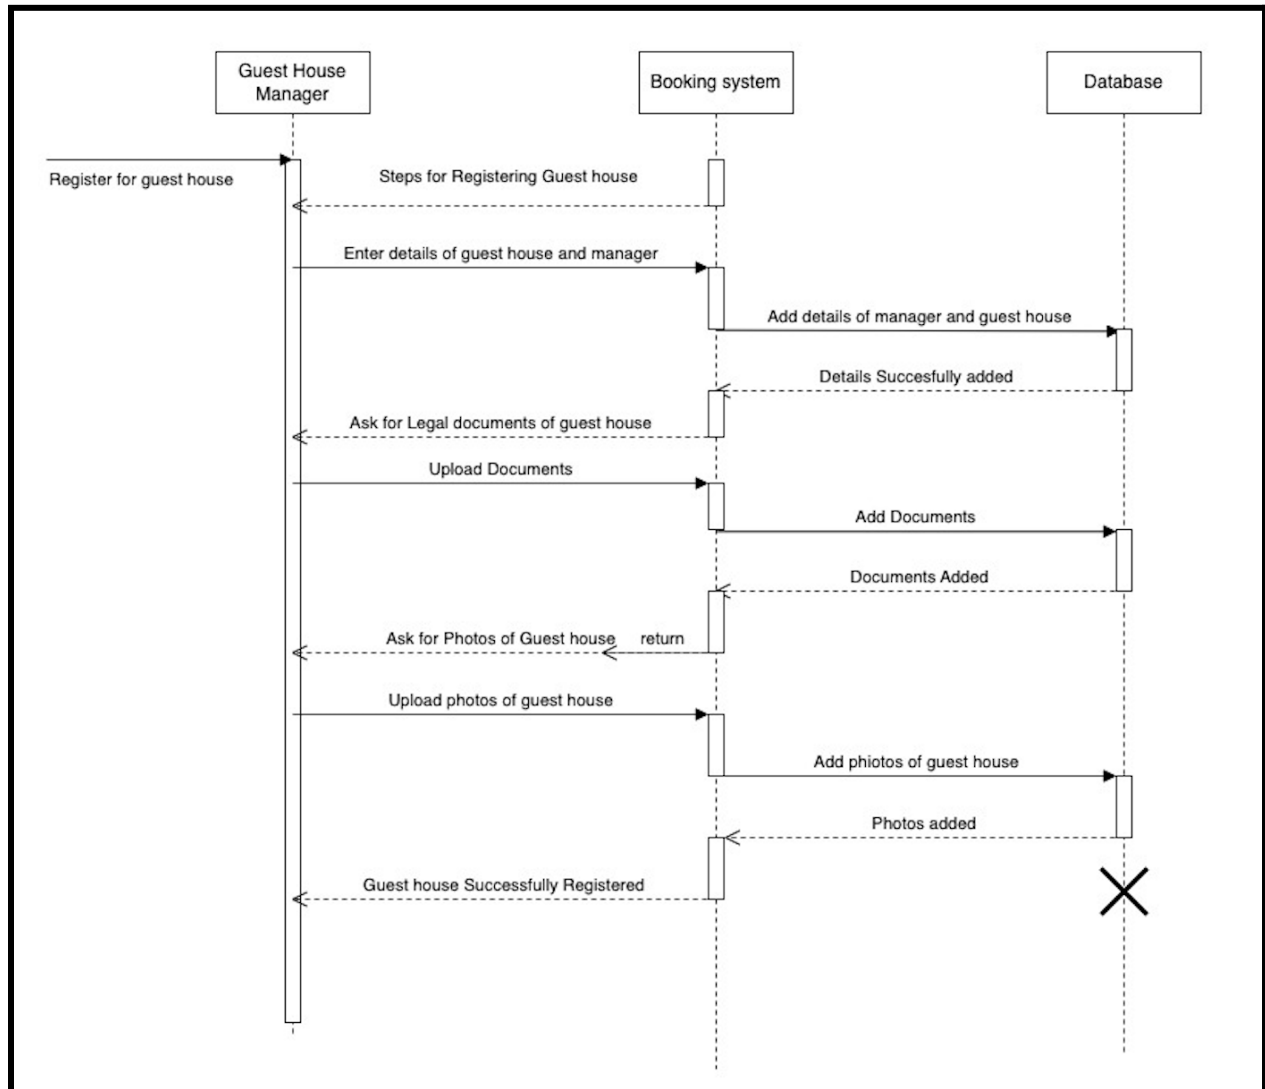 Guest House
Manager
Booking system
Database
Register for guest house
Steps for Registering Guest house
Enter details of guest house and manager
Add details of manager and guest house
Details Succesfully added
Ask for Legal documents of guest house
Upload Documents
Add Documents
Documents Added
Ask for Photos of Guest house
return
Upload photos of guest house
Add phiotos of guest house
Photos added
Guest house Successfully Registered